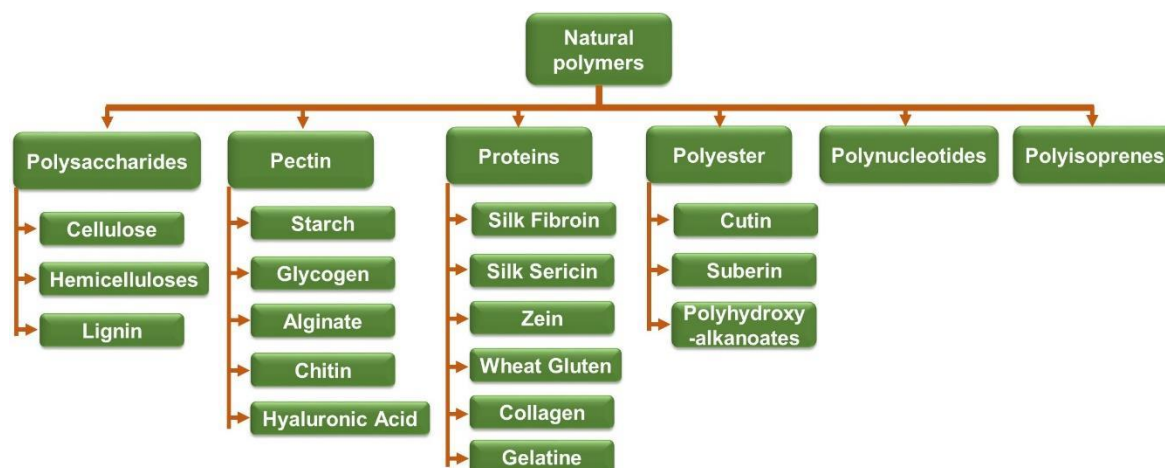 Natural
polymers
Polysaccharides
Pectin
Proteins
Polyester
Polynucleotides
Polyisoprenes
Cellulose
Hemicelluloses
Lignin
Starch
Glycogen
Alginate
Chitin
Hyaluronic Acid
Silk Fibroin
Silk Sericin
Zein
Wheat Gluten
Collagen
Gelatine
Cutin
Suberin
Polyhydroxy
-alkanoates